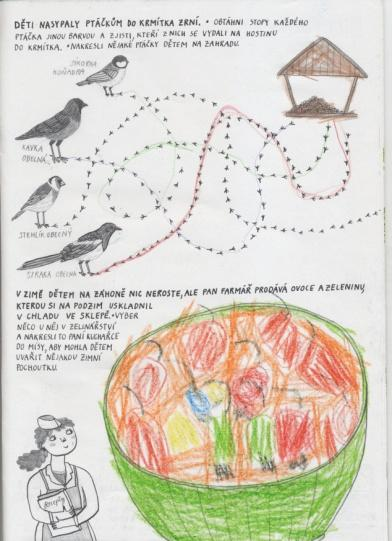 DĚTI NASYPALY PTÁČKŮM DO KRMÍTKA ZRNÍ. • OBTÁHNI STOPY KAŽDÉHO
PTÁČKA JINOU BARVOU A ZJISTI, KTEŘÍ Z NICH SE VYDALI NA HOSTINU
DO KRMÍTKA. • NAKRESLI NĚJAKÉ PTÁČKY DĚTEM NA ZAHRADU.
SÝKORKA
KOŇADRA
KAVKA
OBECNÁ
STEHLÍK OBECNÝ
STRAKA OBECNÁ
V ZIMĚ DĚTEM NA ZÁHONĚ NIC NEROSTE, ALE PAN FARMÁŘ PRODÁVÁ OVOCE A ZELENINU,
KTEROU SI NA PODZIM USKLADNIL
V CHLADU VE SKLEPĚ. • VYBER
NĚCO U NĚJ V ZELINÁŘSTVÍ
A NAKRESLI TO PANÍ KUCHAŘCE
DO MÍSY, ABY MOHLA DĚTEM
UVAŘIT NĚJAKOU ZIMNÍ
POCHOUTKU.
Recepty